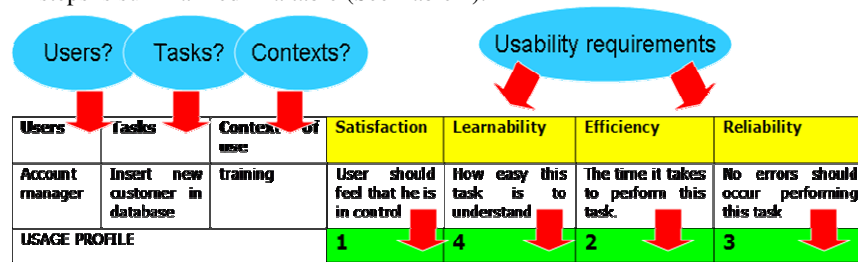 Users? Tasks? Contexts?
Usability requirements
Users Tasks Context of use Satisfaction Learnability Efficiency Reliability
Account manager
Insert new customer in database
training
User should feel that he is in control
How easy this task is to understand
The time it takes to perform this task.
No errors should occur performing this task
USAGE PROFILE 1 4 2 3